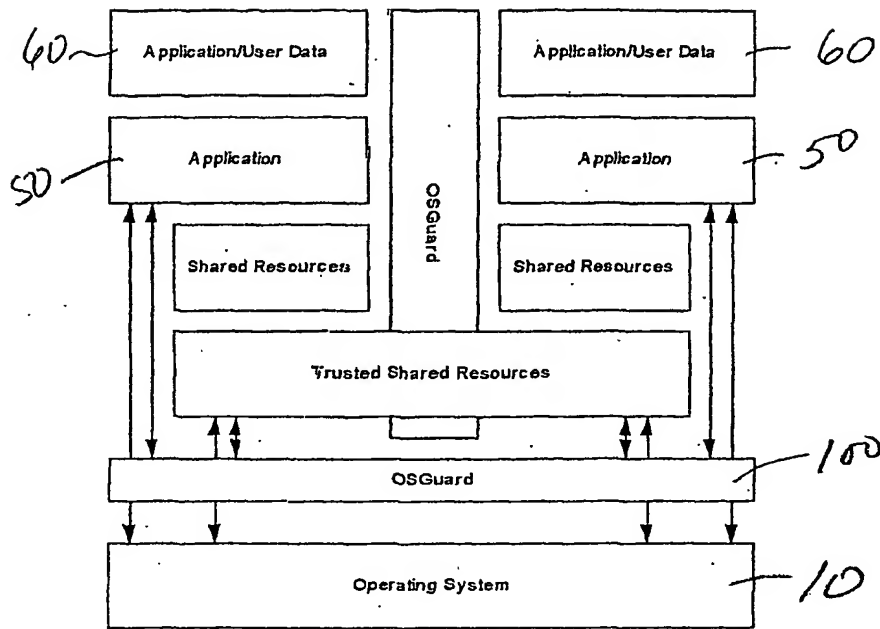 60 Application/User Data Application/User Data 60
50 Application Application 50
OSGuard
Shared Resources Shared Resources
Trusted Shared Resources
OSGuard 100
Operating System 10